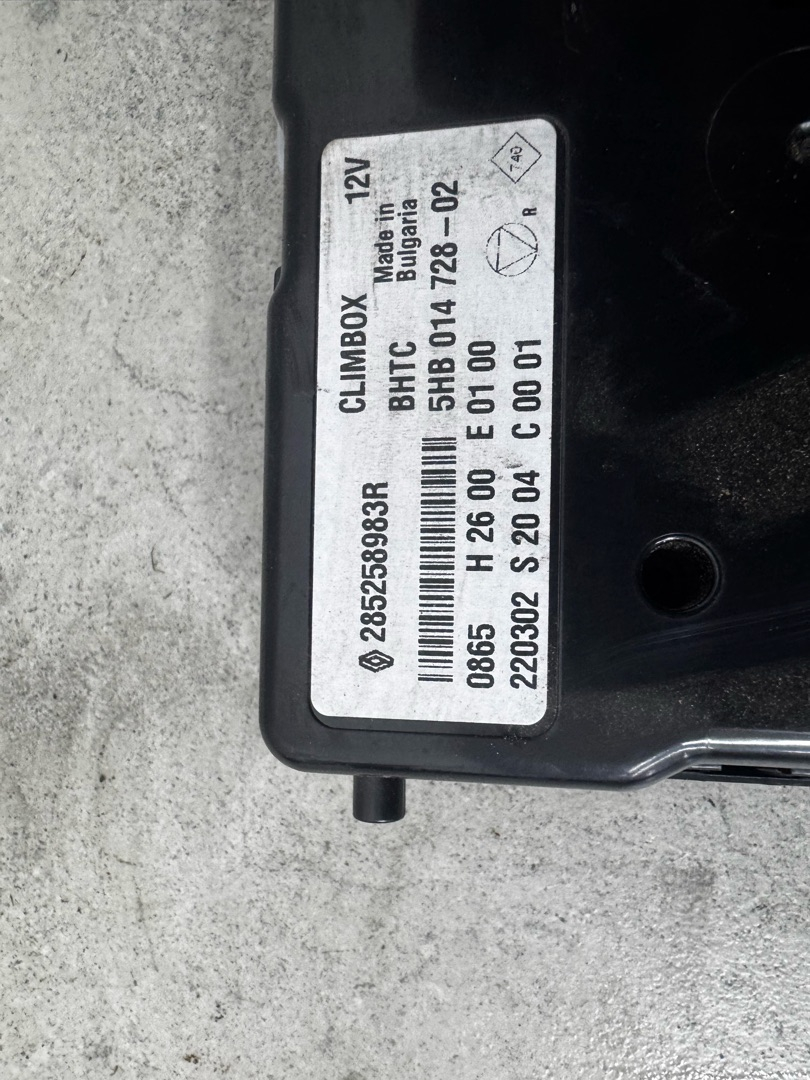 285258983R CLIMBOX 12V
BHTC Made in
Bulgaria
5HB 014 728-02
0865 H 26 00 E 01 00
220302 S 20 04 C 00 01
R
740